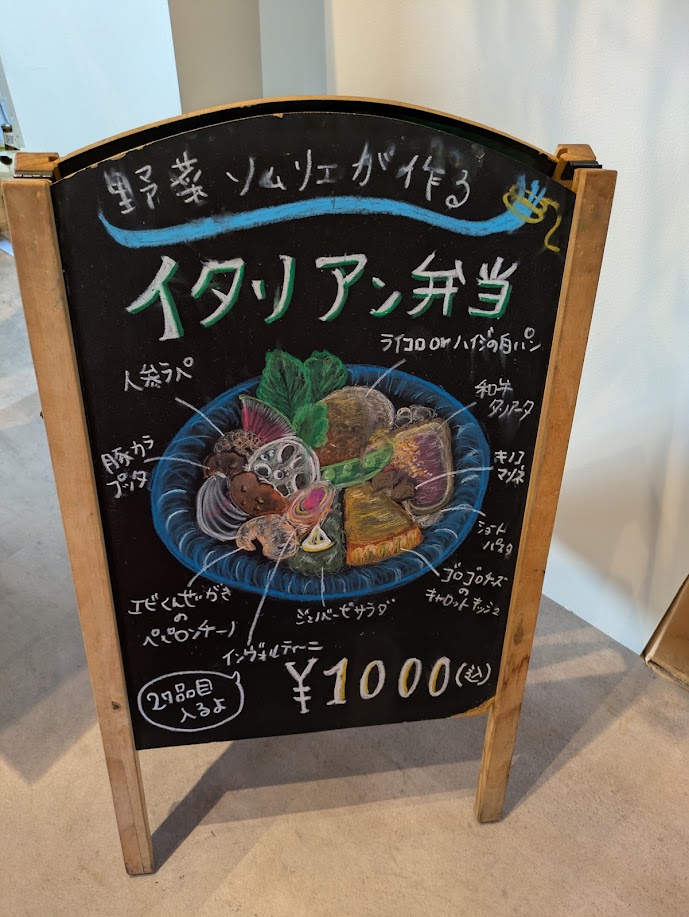 野菜ソムリエが作る
イタリアン弁当
ライコロ or ハイジの白パン
人参ラペ
和牛
タリアータ
豚カラ
ブッタ
キノコ
マリネ
ショート
パスタ
ゴロゴロチーズ
の
キャロットキッシュ
エビくんせいがき
の
ペペロンチーノ
ジェノベーゼサラダ
インヴォルティーニ
27品目
入るよ
¥1000(込)